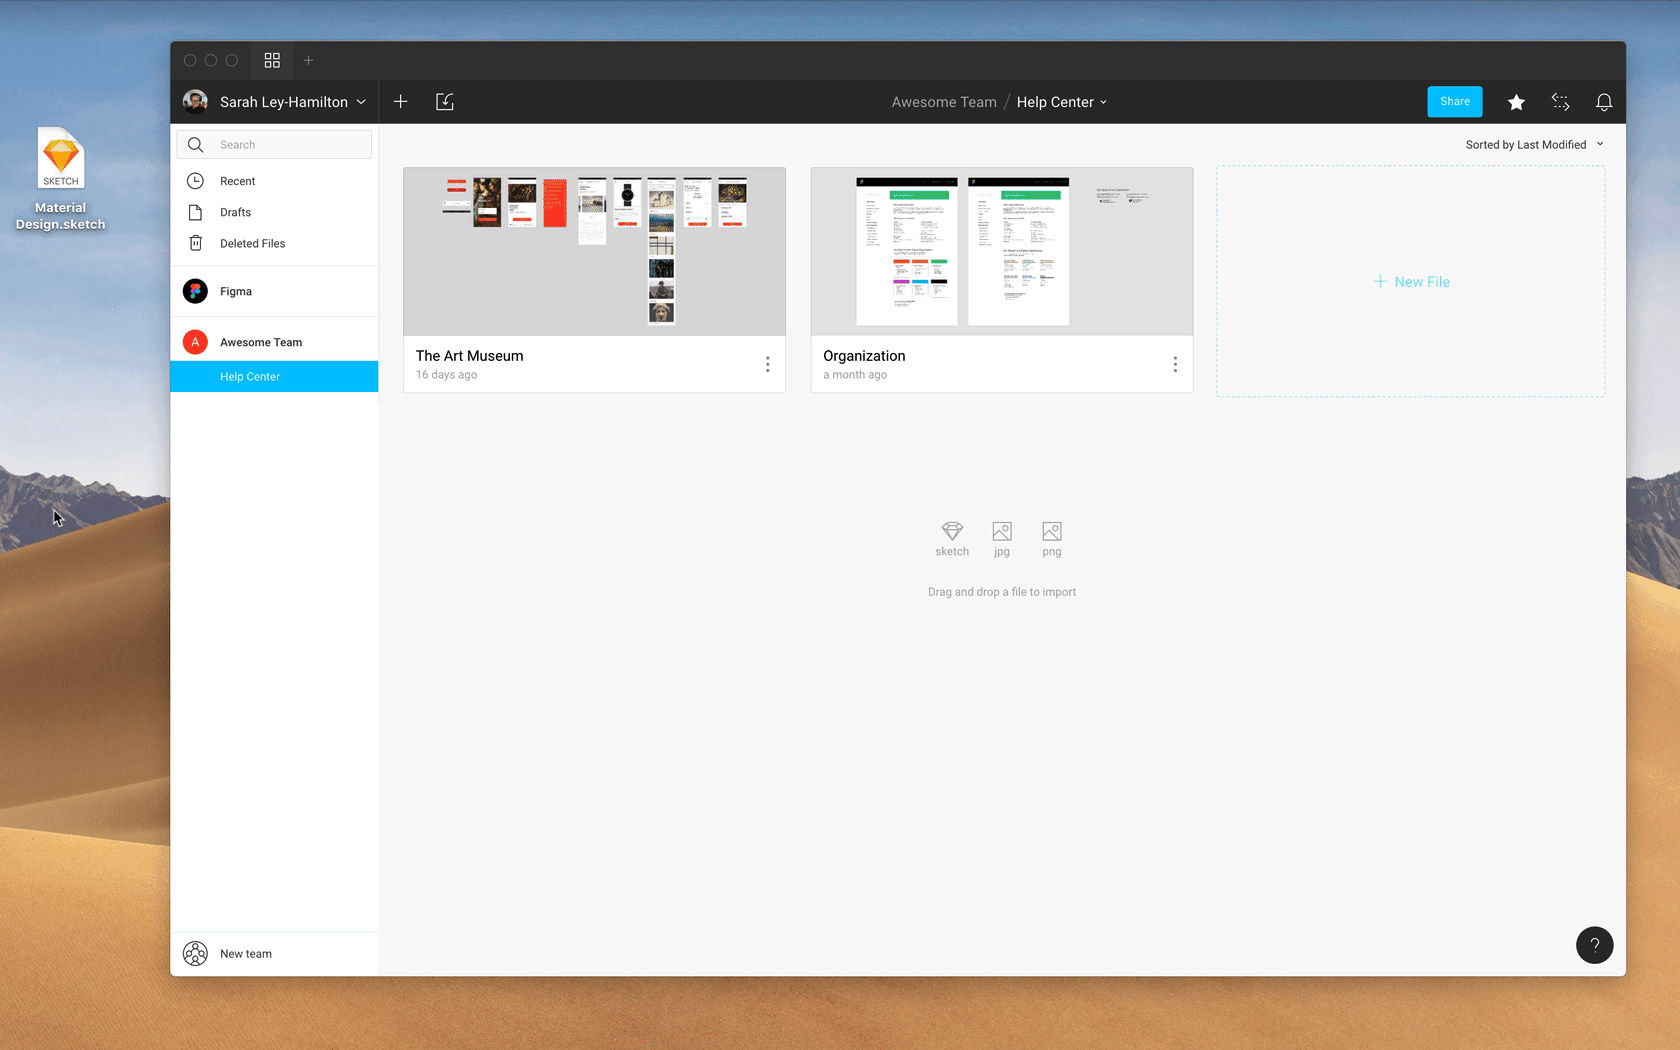 Sarah Ley-Hamilton
Awesome Team / Help Center
Share
SKETCH
Material
Design.sketch
Search
Sorted by Last Modified
Recent
Drafts
Deleted Files
Figma
A
Awesome Team
Help Center
The Art Museum
16 days ago
Organization
a month ago
+ New File
sketch
jpg
png
Drag and drop a file to import
New team
?